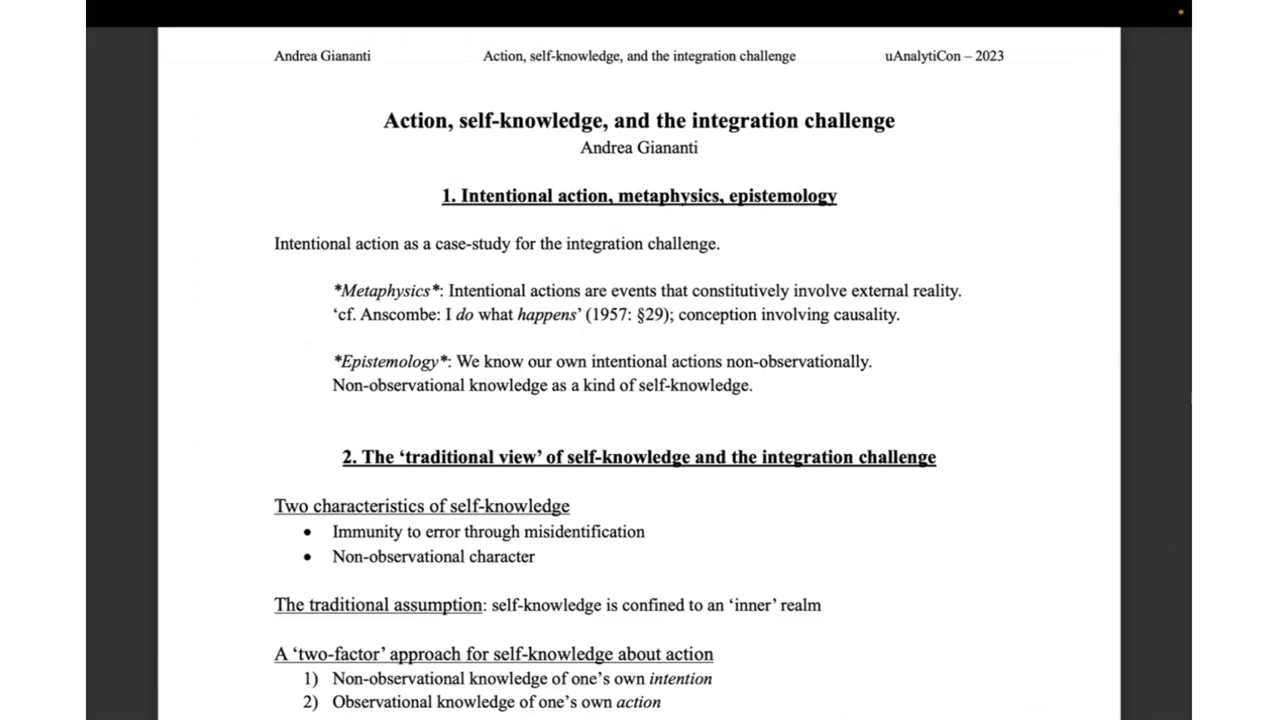 Andrea Giananti Action, self-knowledge, and the integration challenge uAnalytiCon – 2023
Action, self-knowledge, and the integration challenge
Andrea Giananti
1. Intentional action, metaphysics, epistemology
Intentional action as a case-study for the integration challenge.
*Metaphysics*: Intentional actions are events that constitutively involve external reality.
‘cf. Anscombe: I do what happens’ (1957: §29); conception involving causality.
*Epistemology*: We know our own intentional actions non-observationally.
Non-observational knowledge as a kind of self-knowledge.
2. The ‘traditional view’ of self-knowledge and the integration challenge
Two characteristics of self-knowledge
• Immunity to error through misidentification
• Non-observational character
The traditional assumption: self-knowledge is confined to an ‘inner’ realm
A ‘two-factor’ approach for self-knowledge about action
1) Non-observational knowledge of one’s own intention
2) Observational knowledge of one’s own action